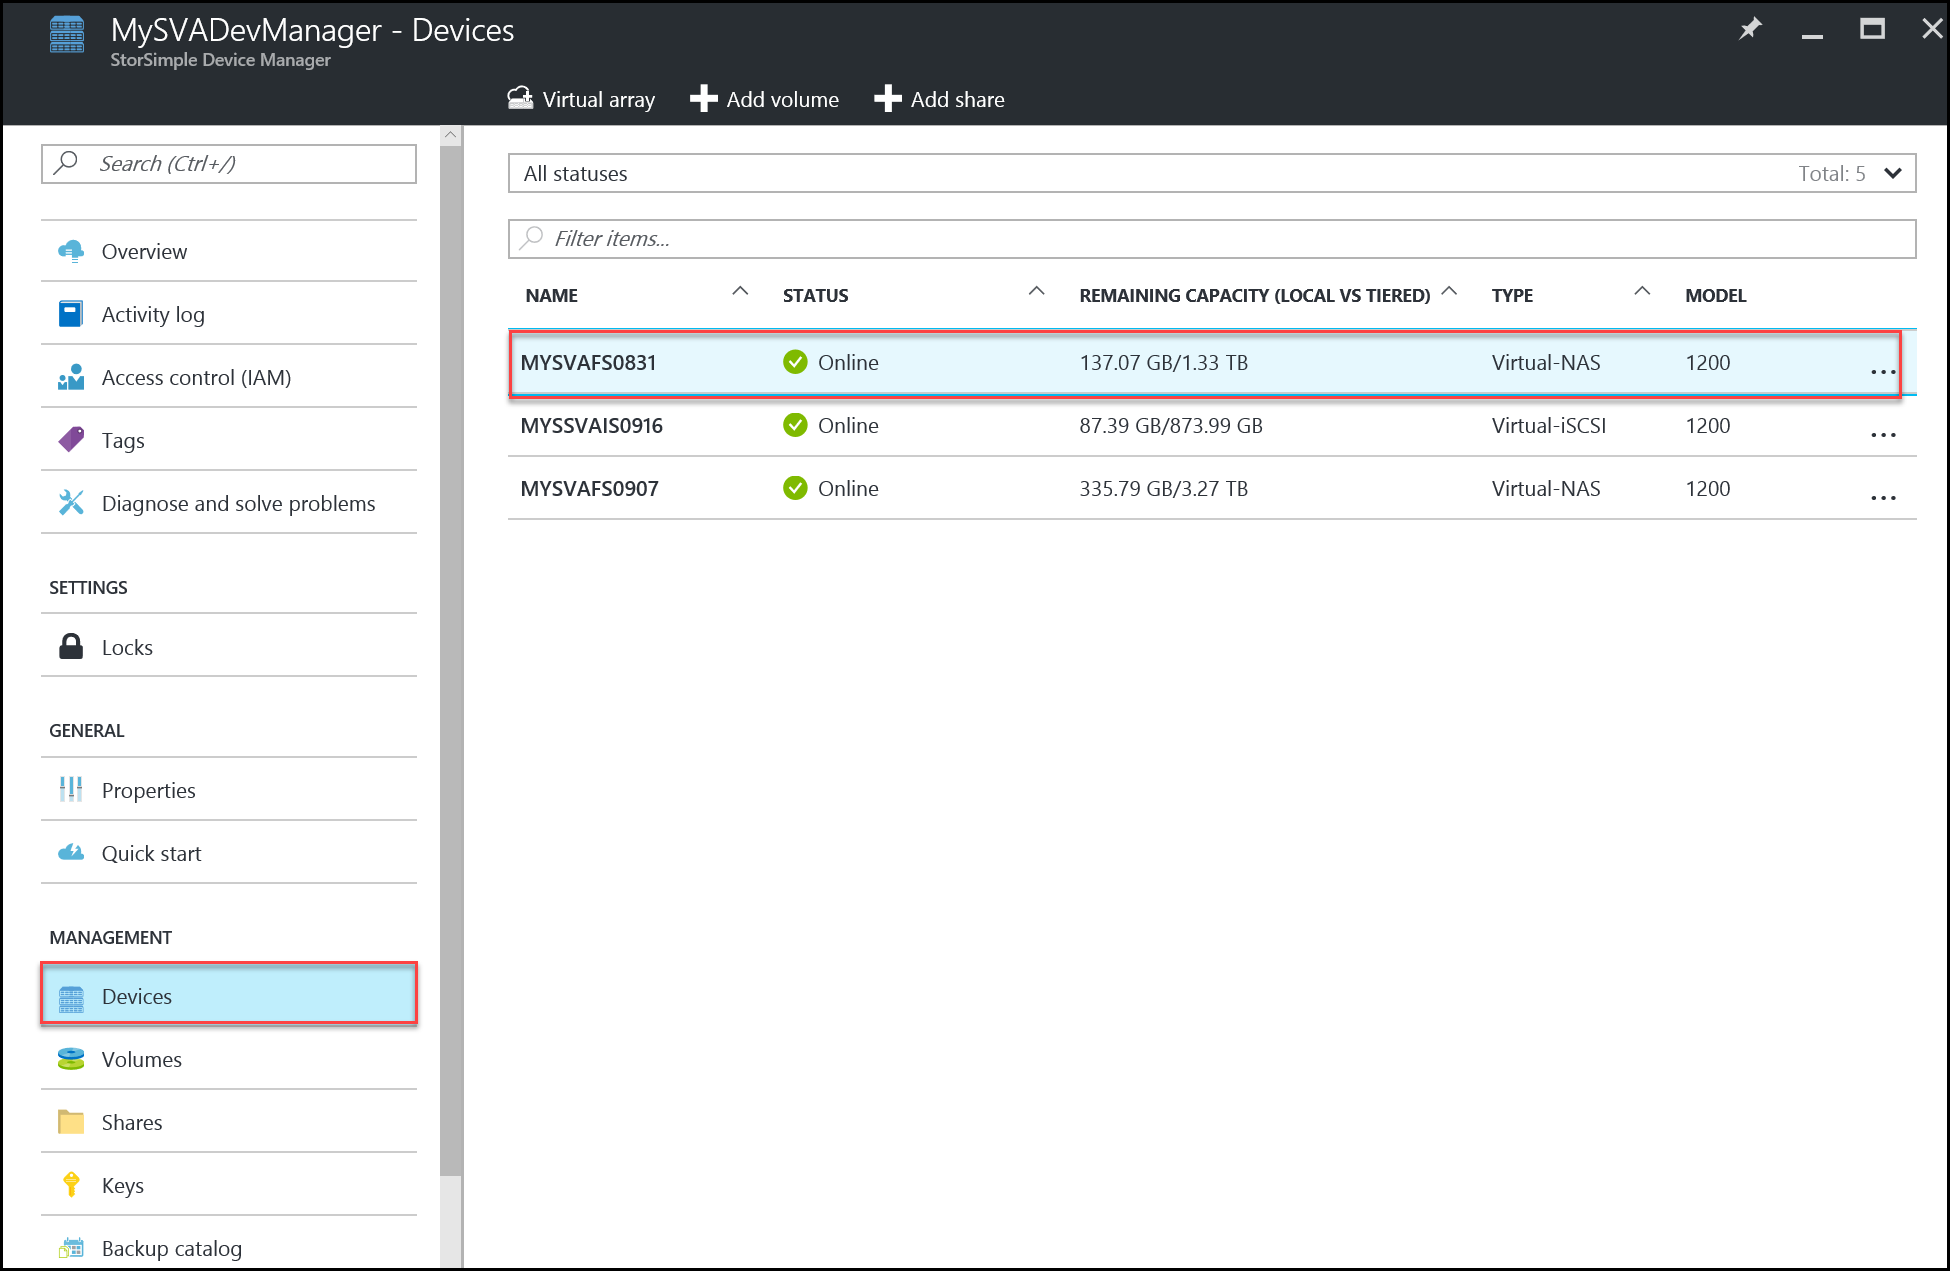 MySVADevManager - Devices
StorSimple Device Manager
Virtual array Add volume Add share
Search (Ctrl+/)
Overview
Activity log
Access control (IAM)
Tags
Diagnose and solve problems
SETTINGS
Locks
GENERAL
Properties
Quick start
MANAGEMENT
Devices
Volumes
Shares
Keys
Backup catalog
All statuses Total: 5
Filter items...
NAME STATUS REMAINING CAPACITY (LOCAL VS TIERED) TYPE MODEL
MYSVAFS0831 Online 137.07 GB/1.33 TB Virtual-NAS 1200 ...
MYSSVAIS0916 Online 87.39 GB/873.99 GB Virtual-iSCSI 1200 ...
MYSVAFS0907 Online 335.79 GB/3.27 TB Virtual-NAS 1200 ...